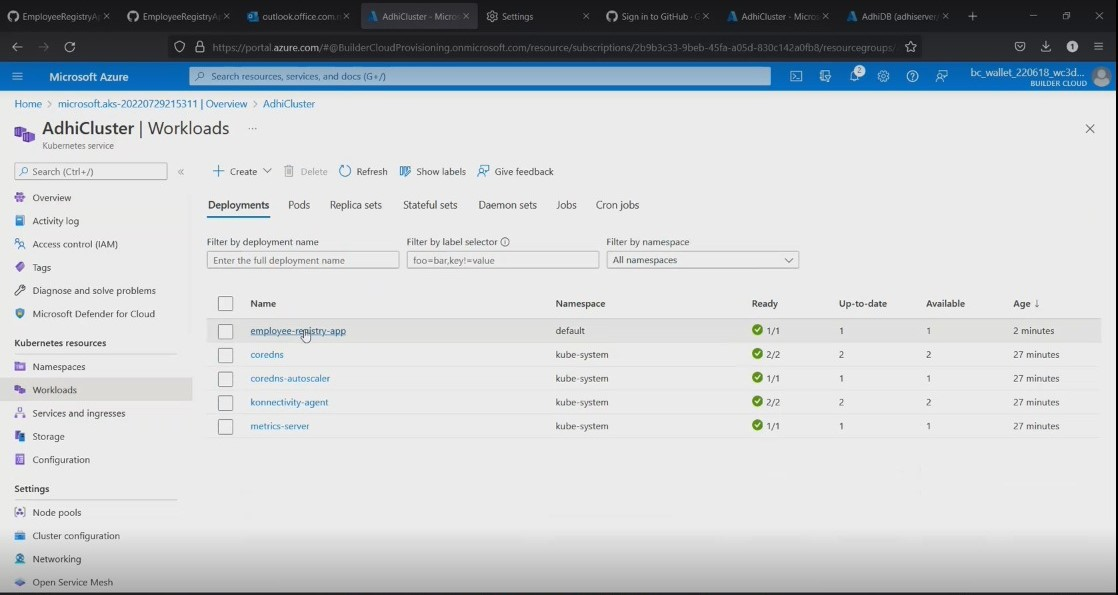 EmployeeRegistryAp
EmployeeRegistryAp
outlook.office.com
AdhiCluster - Micros
Settings
Sign in to GitHub · G
AdhiCluster - Micros
AdhiDB (adhiserver
https://portal.azure.com/#@BuilderCloudProvisioning.onmicrosoft.com/resource/subscriptions/2b9b3c33-9beb-45fa-a05d-830c142a0fb8/resourcegroups
1
Microsoft Azure
Search resources, services, and docs (G+/)
2
bc_wallet_220618_wc3d...
BUILDER CLOUD
Home > microsoft.aks-20220729215311 | Overview > AdhiCluster
AdhiCluster | Workloads ...
Kubernetes service
Search (Ctrl+/) «
Create Delete Refresh Show labels Give feedback
Overview
Activity log
Access control (IAM)
Tags
Diagnose and solve problems
Microsoft Defender for Cloud
Kubernetes resources
Namespaces
Workloads
Services and ingresses
Storage
Configuration
Settings
Node pools
Cluster configuration
Networking
Open Service Mesh
Deployments Pods Replica sets Stateful sets Daemon sets Jobs Cron jobs
Filter by deployment name Filter by label selector Filter by namespace
Enter the full deployment name foo=bar,key!=value All namespaces
Name Namespace Ready Up-to-date Available Age ↓
employee-registry-app default 1/1 1 1 2 minutes
coredns kube-system 2/2 2 2 27 minutes
coredns-autoscaler kube-system 1/1 1 1 27 minutes
konnectivity-agent kube-system 2/2 2 2 27 minutes
metrics-server kube-system 1/1 1 1 27 minutes